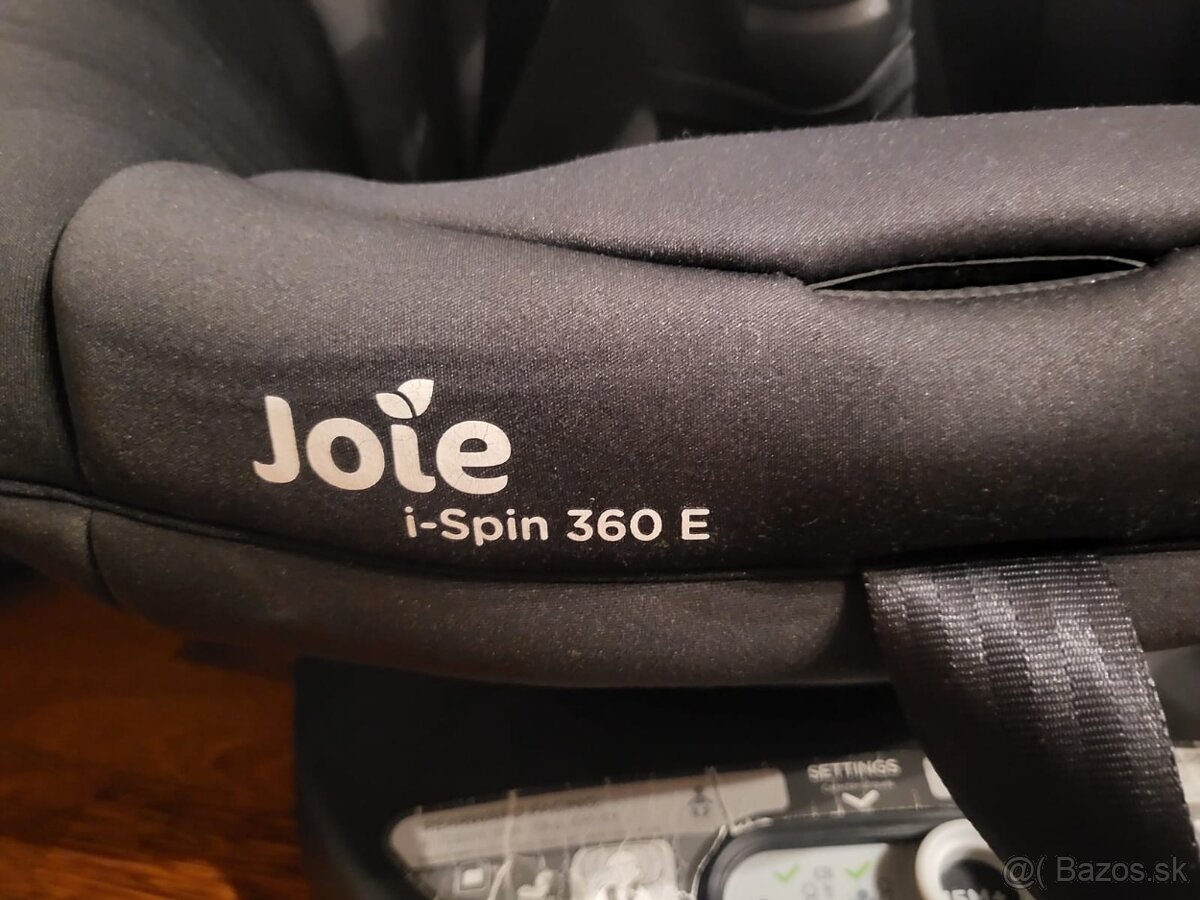 Joie
i-Spin 360 E
SETTINGS
@( Bazos.sk